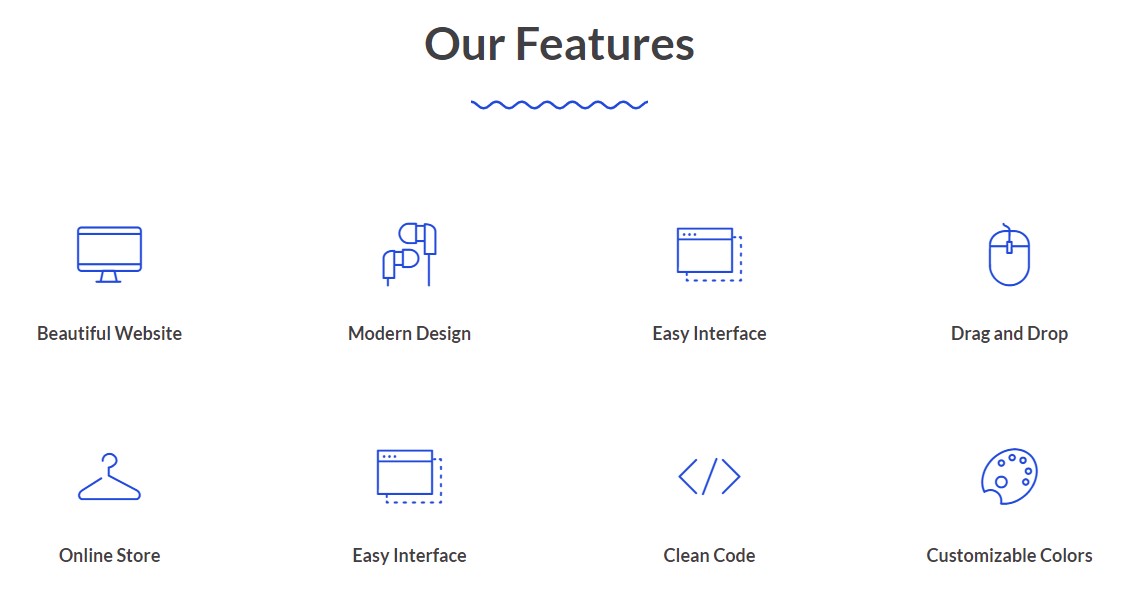 Our Features
Beautiful Website
Modern Design
Easy Interface
Drag and Drop
Online Store
Easy Interface
Clean Code
Customizable Colors